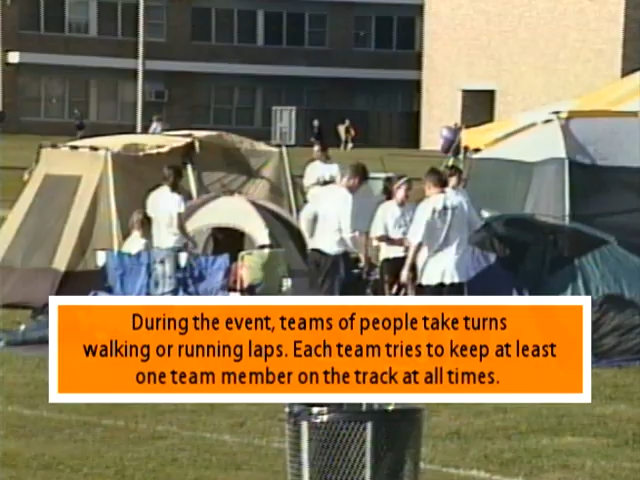 During the event, teams of people take turns
walking or running laps. Each team tries to keep at least
one team member on the track at all times.